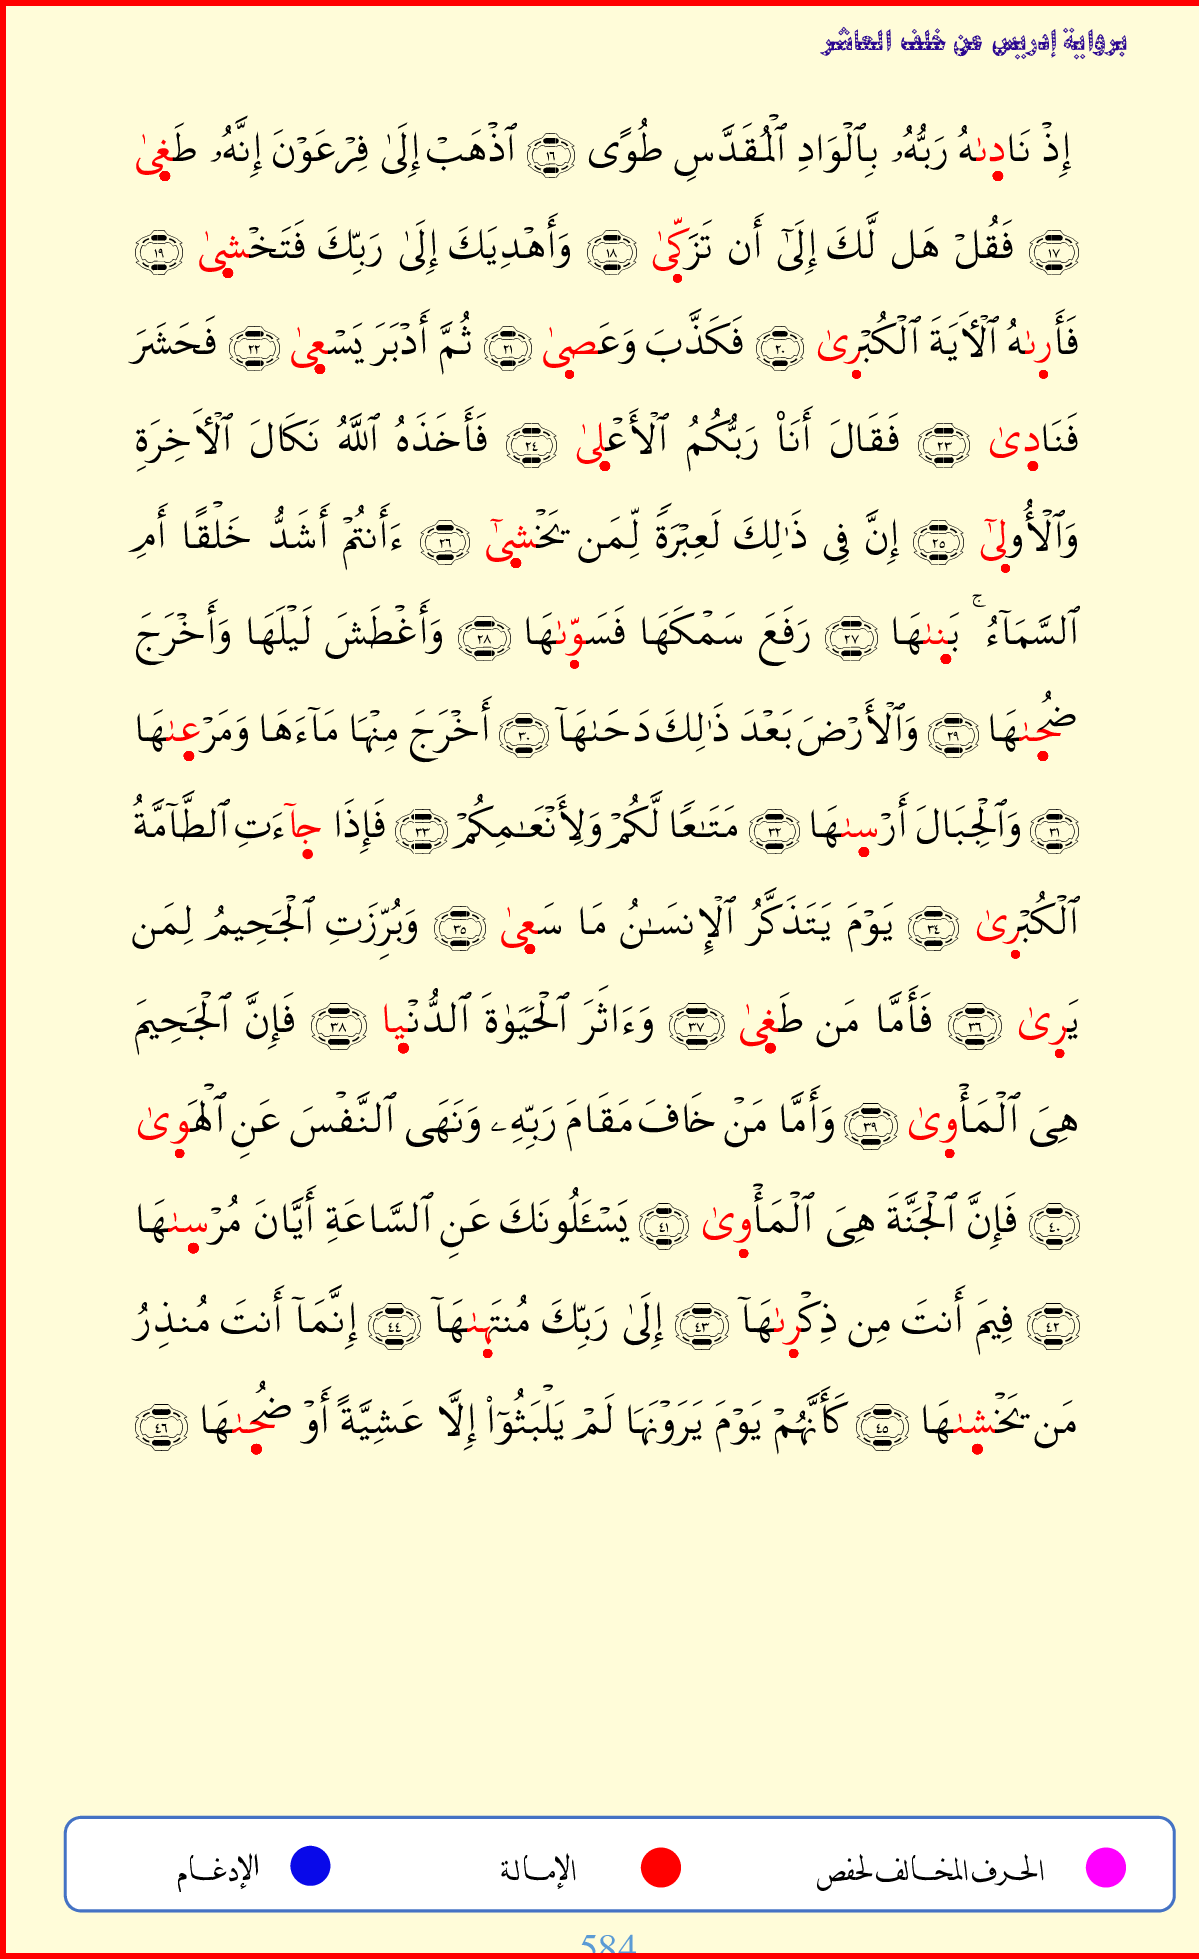 برواية إدريس عن خلف العاشر
إِذْ نَادِىٰهُ رَبُّهُۥ بِٱلْوَادِ ٱلْمُقَدَّسِ طُوًى ١٦ ٱذْهَبْ إِلَىٰ فِرْعَوْنَ إِنَّهُۥ طَغِىٰ
١٧ فَقُلْ هَل لَّكَ إِلَىٰٓ أَن تَزَكِّىٰ ١٨ وَأَهْدِيَكَ إِلَىٰ رَبِّكَ فَتَخْشِىٰ ١٩
فَأَرِىٰهُ ٱلْأٓيَةَ ٱلْكُبْرِىٰ ٢٠ فَكَذَّبَ وَعَصِىٰ ٢١ ثُمَّ أَدْبَرَ يَسْعِىٰ ٢٢ فَحَشَرَ
فَنَادِىٰ ٢٣ فَقَالَ أَنَا۠ رَبُّكُمُ ٱلْأَعْلِىٰ ٢٤ فَأَخَذَهُ ٱللَّهُ نَكَالَ ٱلْأٓخِرَةِ
وَٱلْأُولِىٰٓ ٢٥ إِنَّ فِى ذَٰلِكَ لَعِبْرَةً لِّمَن يَخْشِىٰٓ ٢٦ ءَأَنتُمْ أَشَدُّ خَلْقًا أَمِ
ٱلسَّمَآءُ ۚ بَنِىٰهَا ٢٧ رَفَعَ سَمْكَهَا فَسَوِّىٰهَا ٢٨ وَأَغْطَشَ لَيْلَهَا وَأَخْرَجَ
ضُحِىٰهَا ٢٩ وَٱلْأَرْضَ بَعْدَ ذَٰلِكَ دَحَىٰهَآ ٣٠ أَخْرَجَ مِنْهَا مَآءَهَا وَمَرْعِىٰهَا
٣١ وَٱلْجِبَالَ أَرْسِىٰهَا ٣٢ مَتَـٰعًا لَّكُمْ وَلِأَنْعَـٰمِكُمْ ٣٣ فَإِذَا جِآءَتِ ٱلطَّآمَّةُ
ٱلْكُبْرِىٰ ٣٤ يَوْمَ يَتَذَكَّرُ ٱلْإِنسَـٰنُ مَا سَعِىٰ ٣٥ وَبُرِّزَتِ ٱلْجَحِيمُ لِمَن
يَرِىٰ ٣٦ فَأَمَّا مَن طَغِىٰ ٣٧ وَءَاثَرَ ٱلْحَيَوٰةَ ٱلدُّنْيِا ٣٨ فَإِنَّ ٱلْجَحِيمَ
هِىَ ٱلْمَأْوِىٰ ٣٩ وَأَمَّا مَنْ خَافَ مَقَامَ رَبِّهِۦ وَنَهَى ٱلنَّفْسَ عَنِ ٱلْهَوِىٰ
٤٠ فَإِنَّ ٱلْجَنَّةَ هِىَ ٱلْمَأْوِىٰ ٤١ يَسْـَٔلُونَكَ عَنِ ٱلسَّاعَةِ أَيَّانَ مُرْسِىٰهَا
٤٢ فِيمَ أَنتَ مِن ذِكْرِىٰهَآ ٤٣ إِلَىٰ رَبِّكَ مُنتَهِىٰهَآ ٤٤ إِنَّمَآ أَنتَ مُنذِرُ
مَن يَخْشِىٰهَا ٤٥ كَأَنَّهُمْ يَوْمَ يَرَوْنَهَا لَمْ يَلْبَثُوٓا۟ إِلَّا عَشِيَّةً أَوْ ضُحِىٰهَا ٤٦
الحرف المخالف لحفص الإمالة الإدغام
584